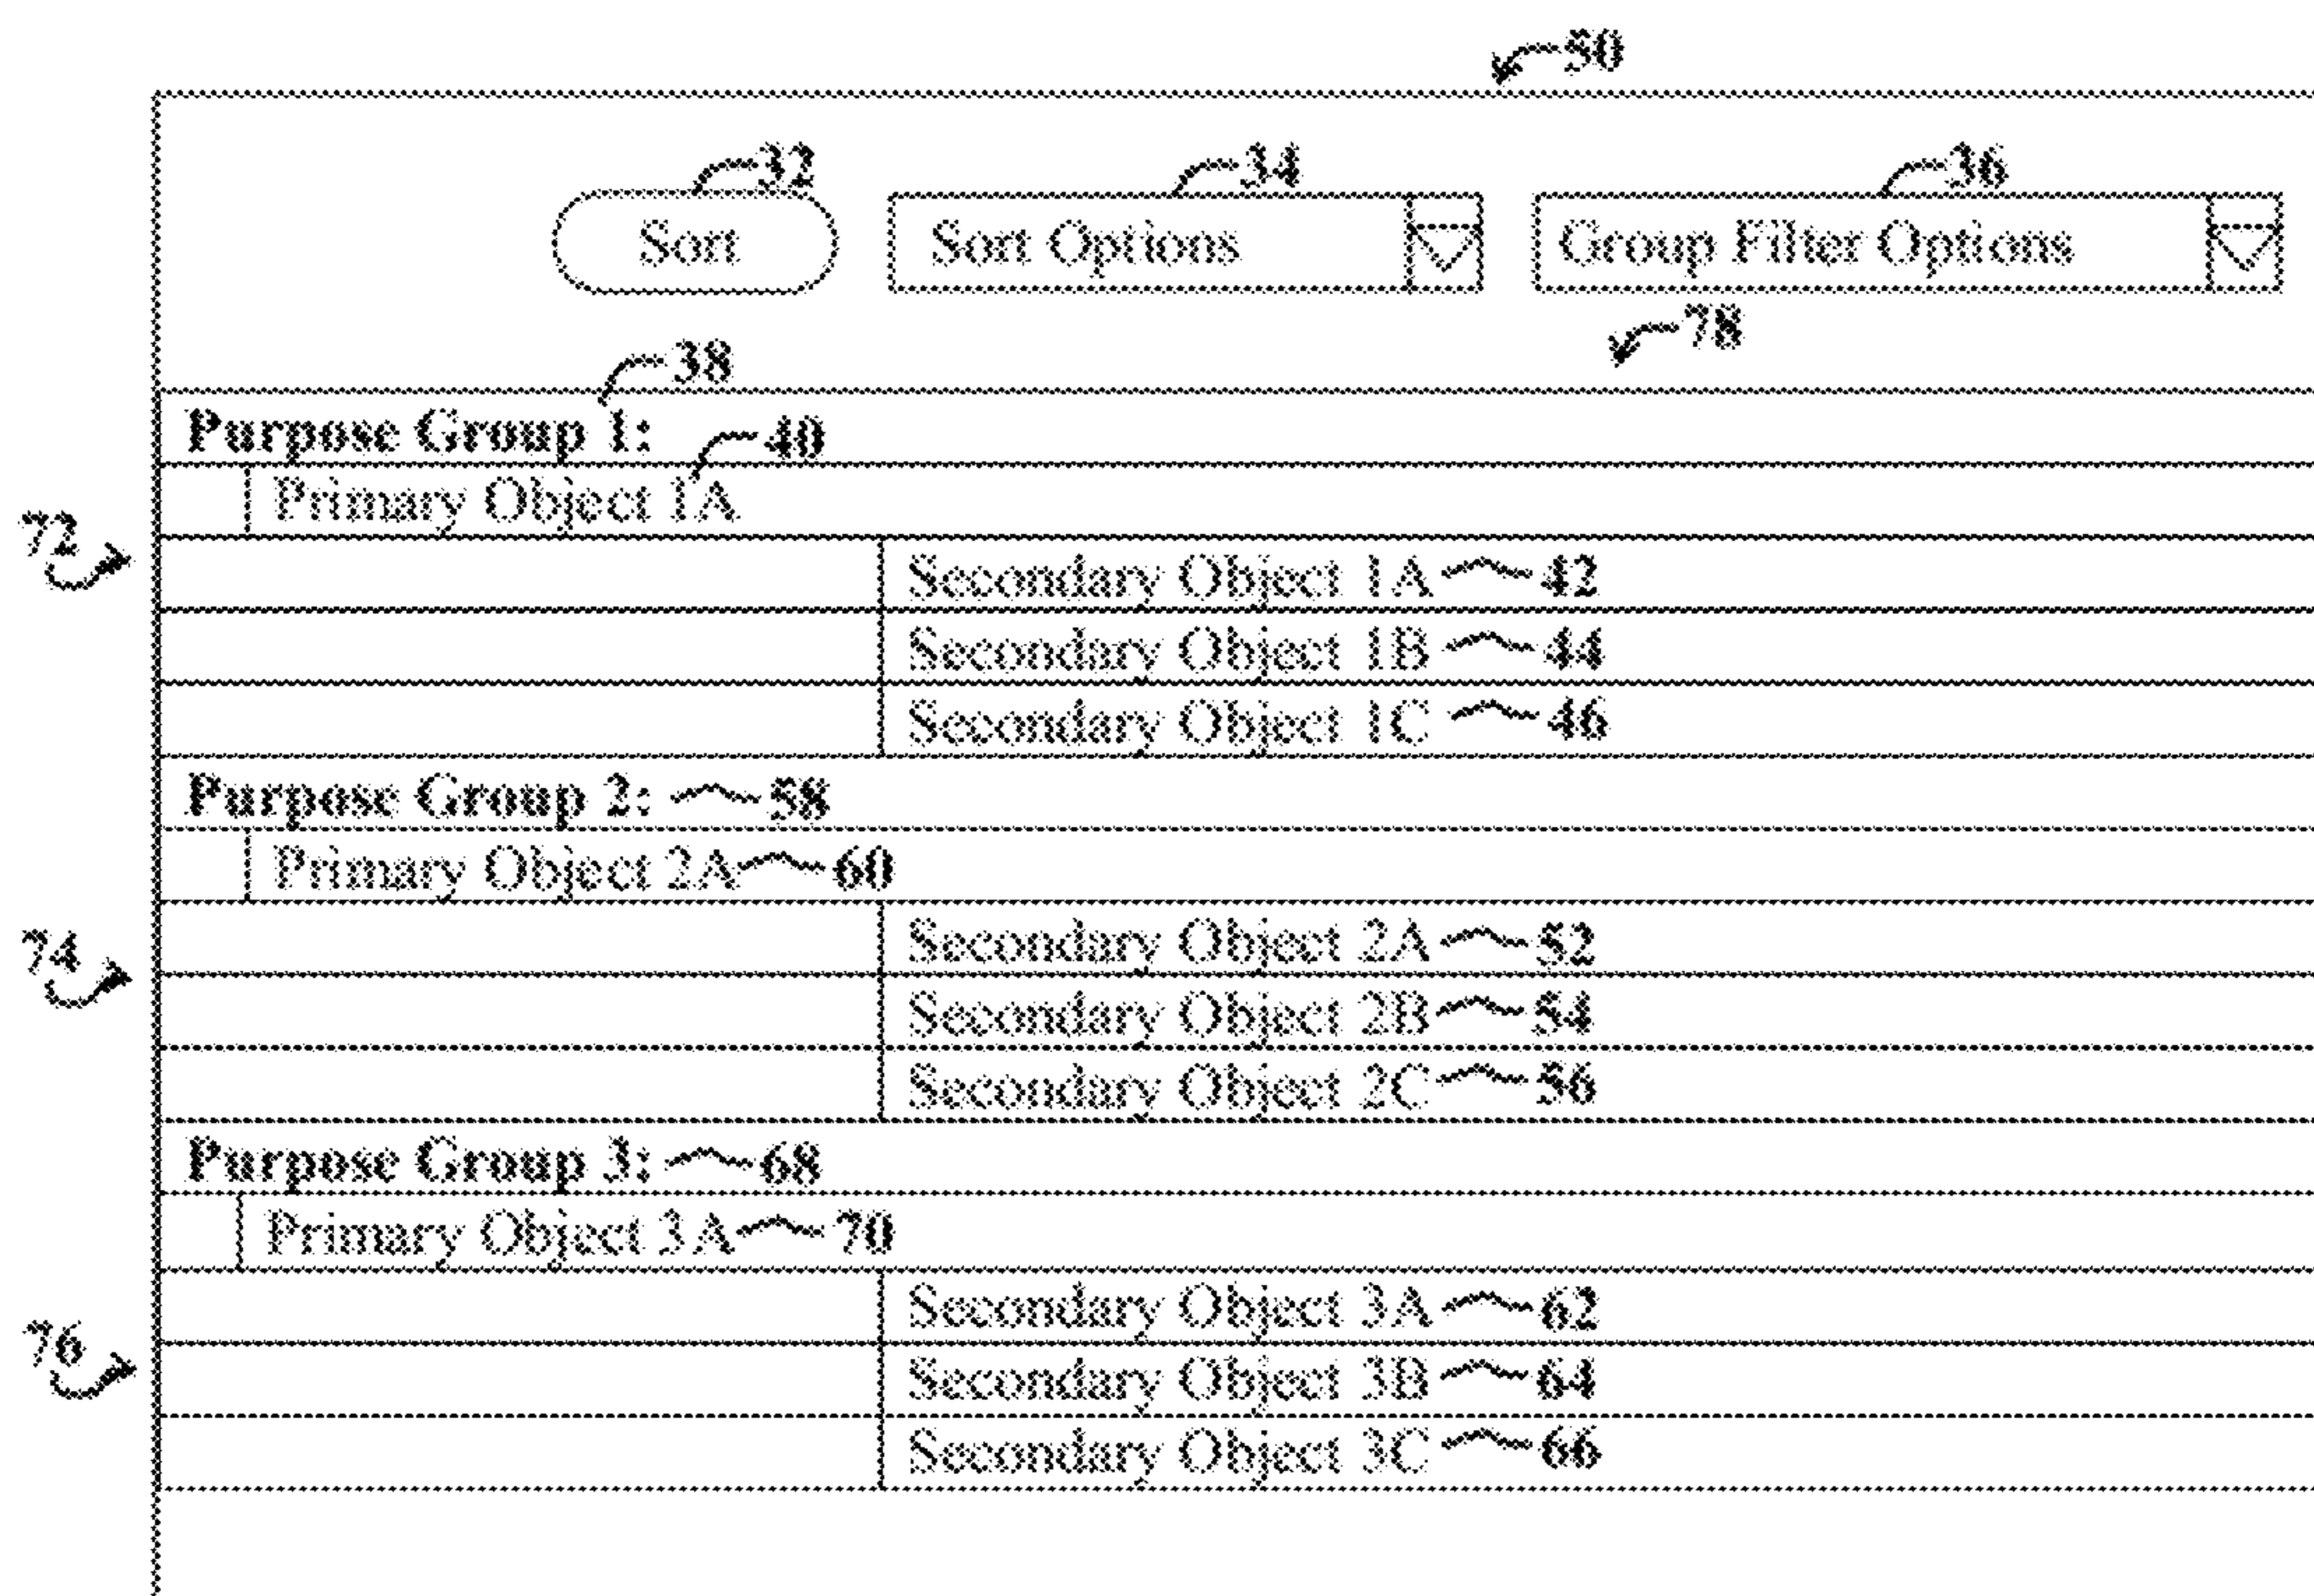 50
32 34 36
Sort Sort Options Group Filter Options
78
38
Purpose Group 1:
40
Primary Object 1A
72
Secondary Object 1A 42
Secondary Object 1B 44
Secondary Object 1C 46
Purpose Group 2: 58
Primary Object 2A 60
74
Secondary Object 2A 52
Secondary Object 2B 54
Secondary Object 2C 56
Purpose Group 3: 68
Primary Object 3A 70
Secondary Object 3A 62
76
Secondary Object 3B 64
Secondary Object 3C 66